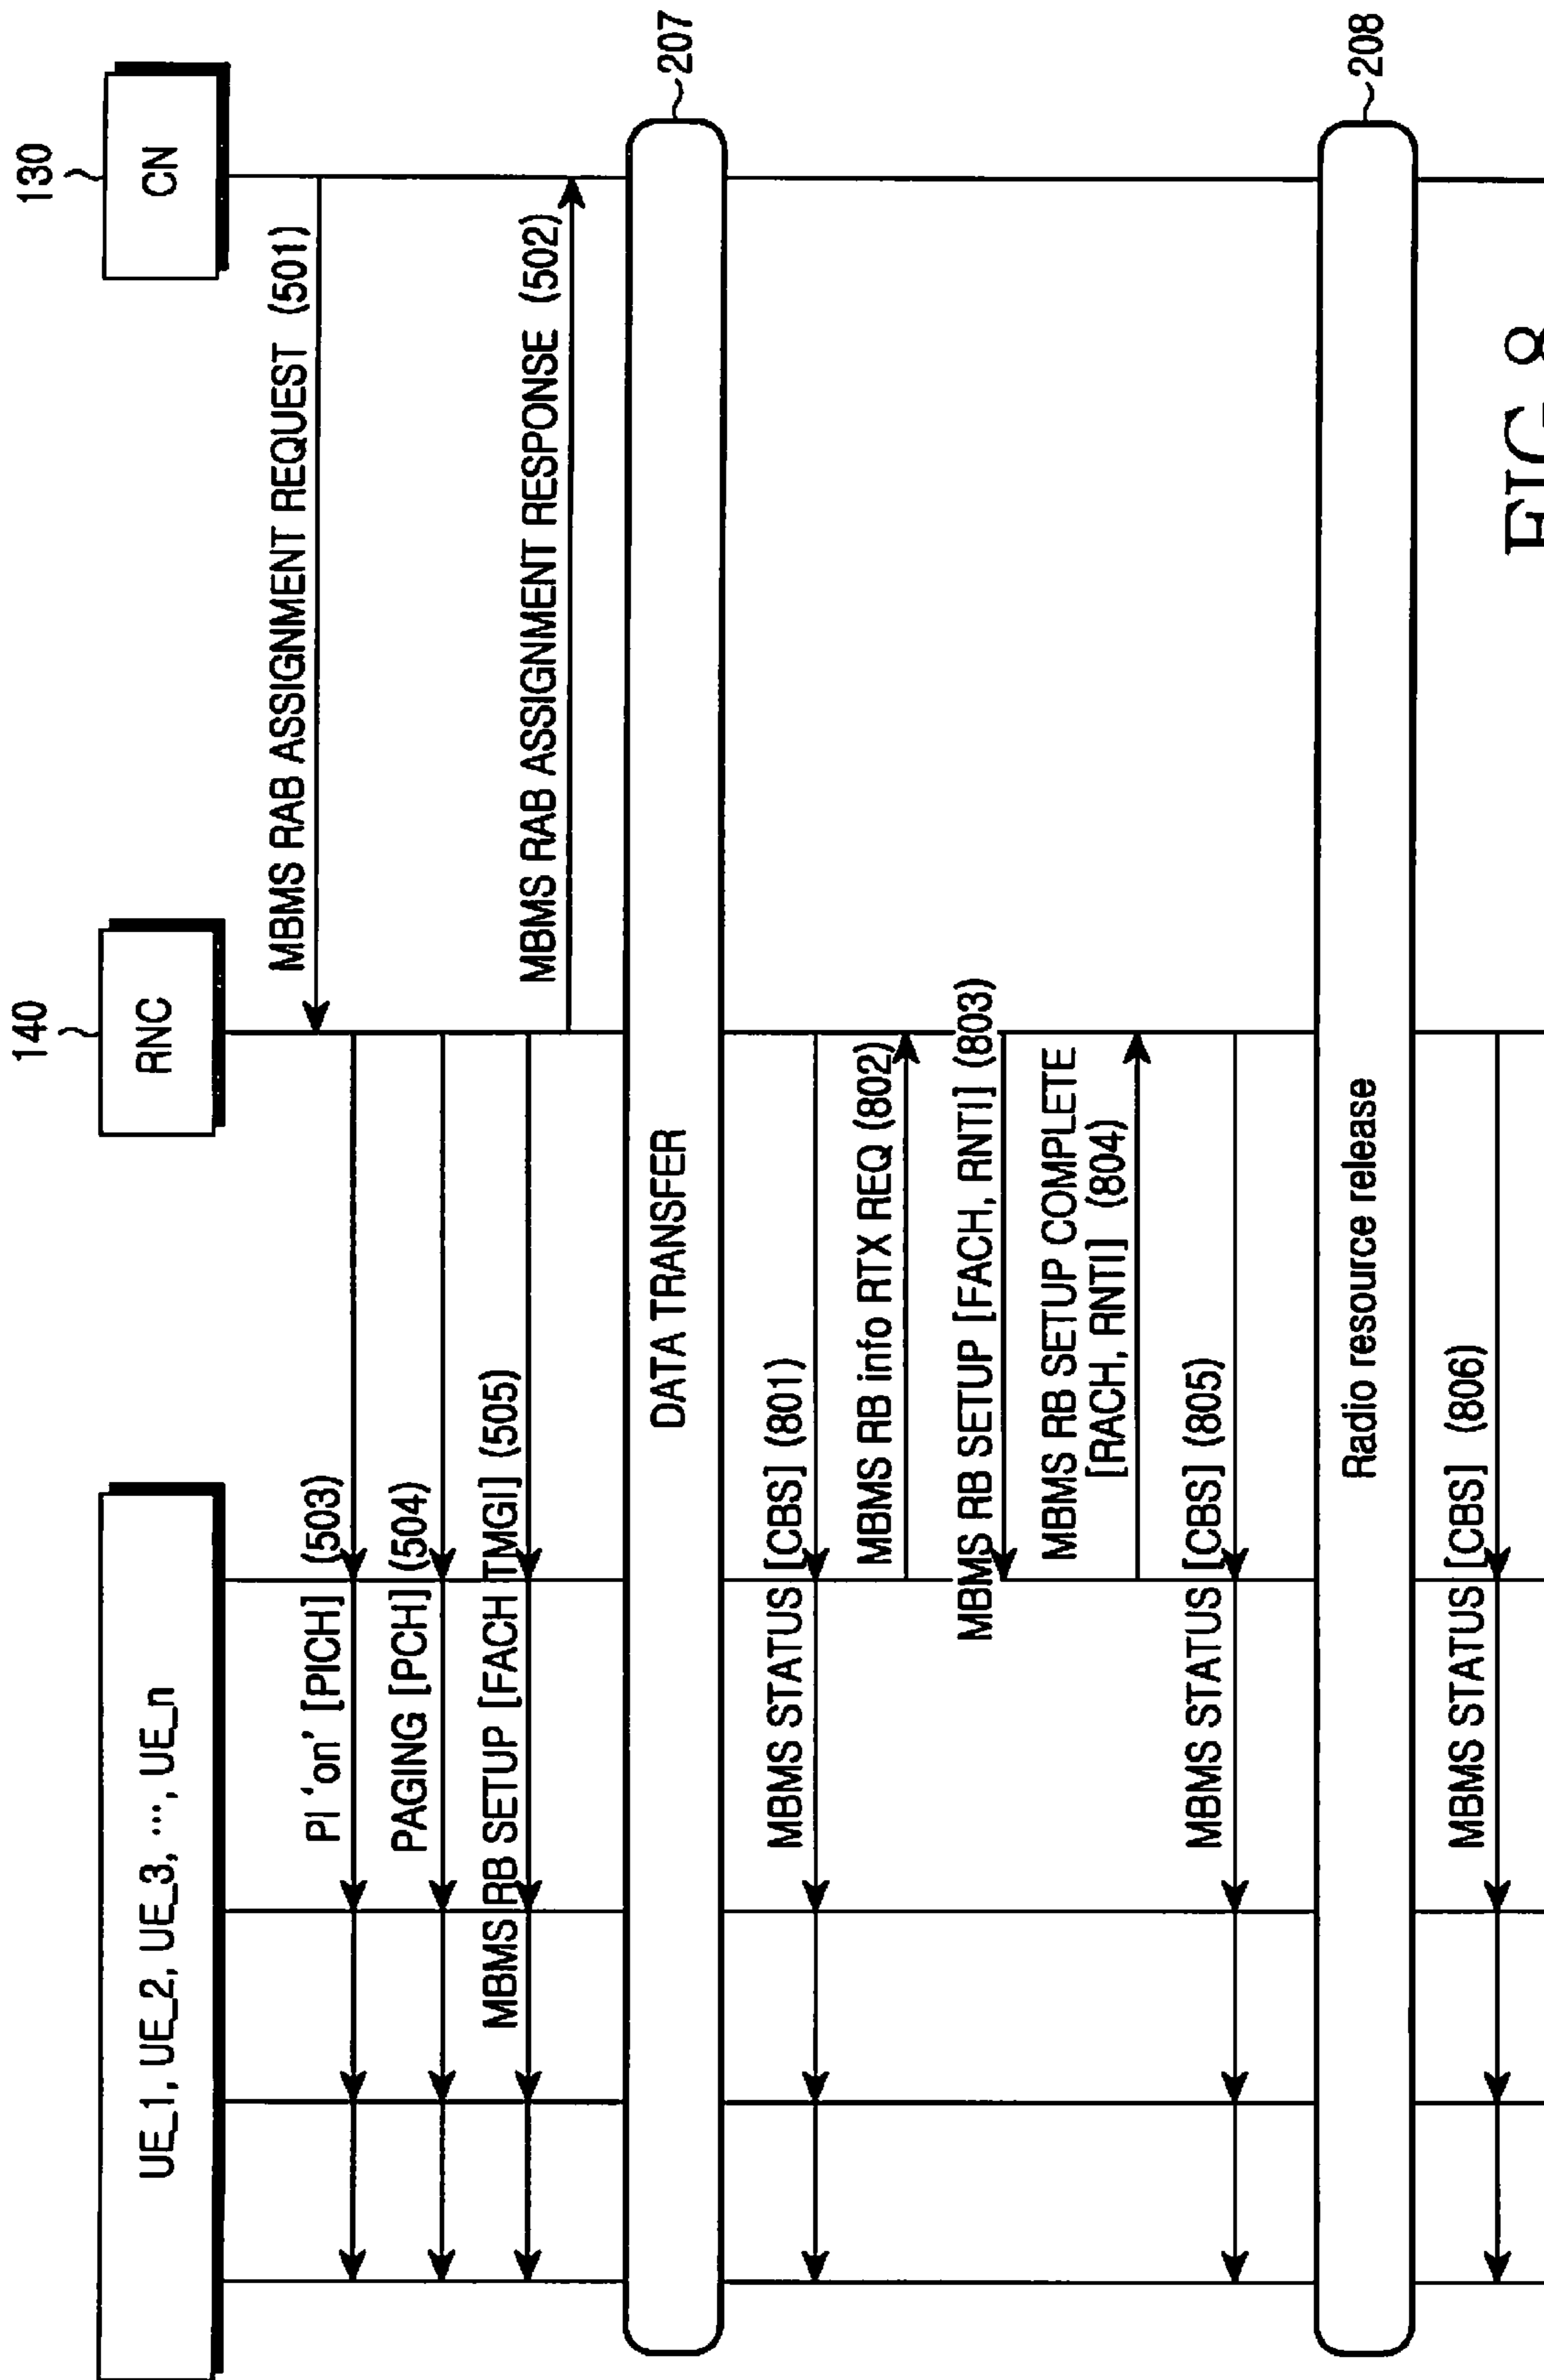 UE_1, UE_2, UE_3, ···, UE_n
140
RNC
130
CN
MBMS RAB ASSIGNMENT REQUEST (501)
PI 'on' [PICH] (503)
PAGING [PCH] (504)
MBMS RB SETUP [FACH TMGI] (505)
MBMS RAB ASSIGNMENT RESPONSE (502)
DATA TRANSFER
207
MBMS STATUS [CBS] (801)
MBMS RB info RTX REQ (802)
MBMS RB SETUP [FACH, RNTI] (803)
MBMS RB SETUP COMPLETE
[RACH, RNTI] (804)
MBMS STATUS [CBS] (805)
Radio resource release
208
MBMS STATUS [CBS] (806)
FIG. 8